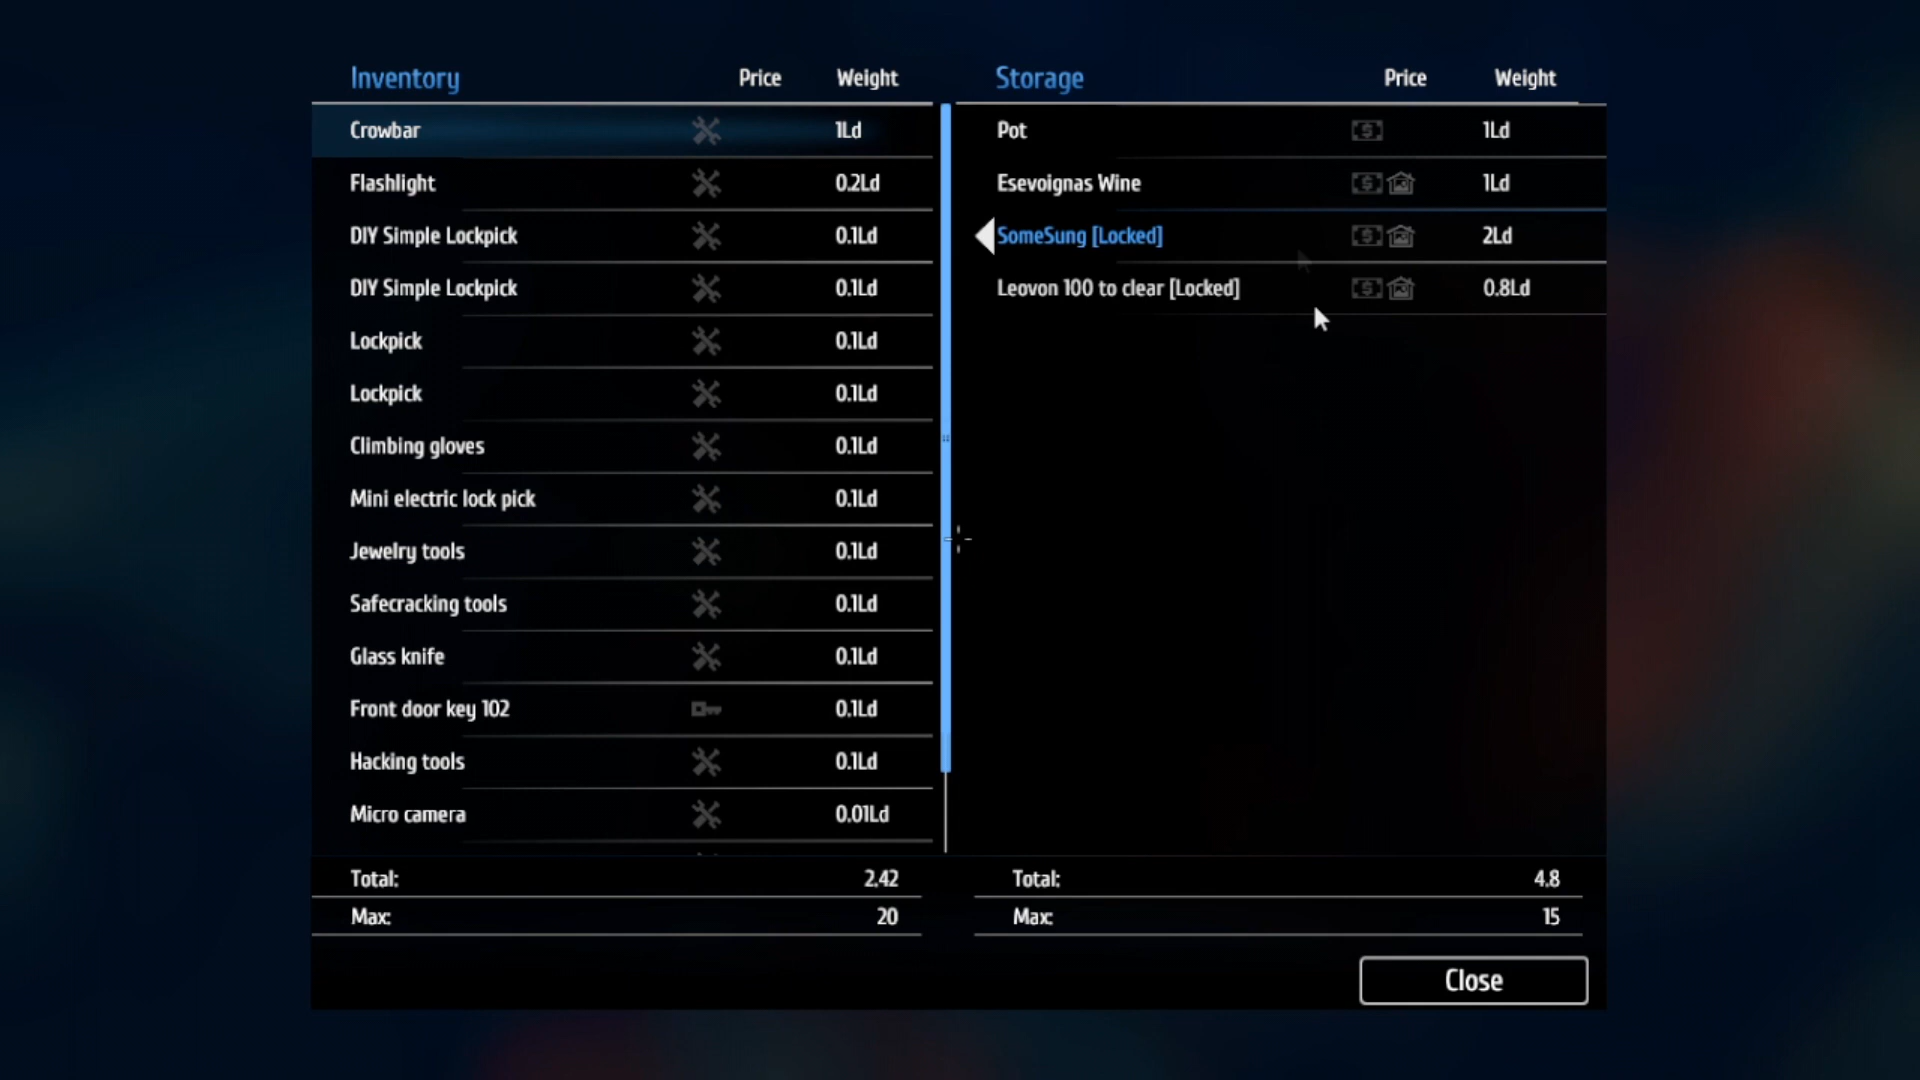 Inventory Price Weight
Crowbar 1Ld
Flashlight 0.2Ld
DIY Simple Lockpick 0.1Ld
DIY Simple Lockpick 0.1Ld
Lockpick 0.1Ld
Lockpick 0.1Ld
Climbing gloves 0.1Ld
Mini electric lock pick 0.1Ld
Jewelry tools 0.1Ld
Safecracking tools 0.1Ld
Glass knife 0.1Ld
Front door key 102 0.1Ld
Hacking tools 0.1Ld
Micro camera 0.01Ld
Total: 2.42
Max: 20
Storage Price Weight
Pot 1Ld
Esevoignas Wine 1Ld
SomeSung [Locked] 2Ld
Leovon 100 to clear [Locked] 0.8Ld
Total: 4.8
Max: 15
Close